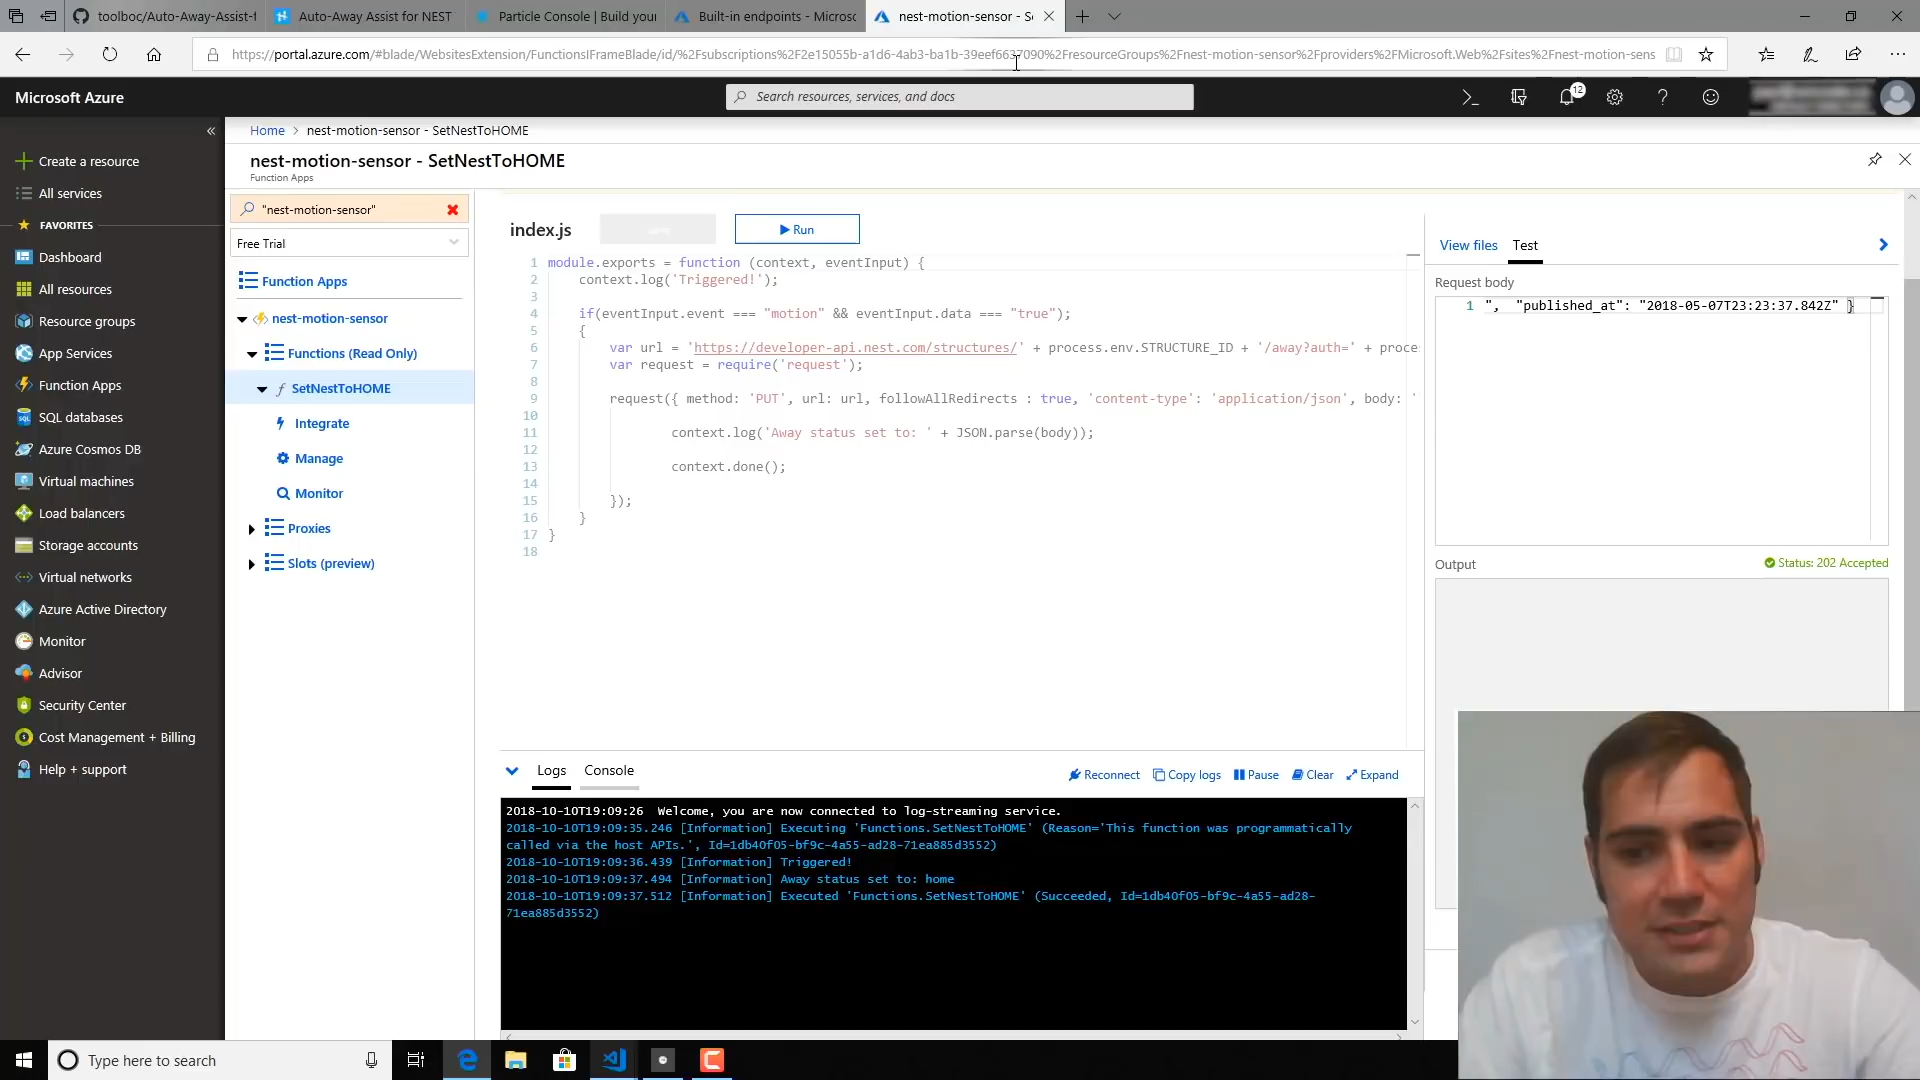 toolboc/Auto-Away-Assist-f
Auto-Away Assist for NEST
Particle Console | Build your
Built-in endpoints - Microso
nest-motion-sensor - Se
https://portal.azure.com/#blade/WebsitesExtension/FunctionsIFrameBlade/id/%2Fsubscriptions%2F2e15055b-a1d6-4ab3-ba1b-39eef6637090%2FresourceGroups%2Fnest-motion-sensor%2Fproviders%2FMicrosoft.Web%2Fsites%2Fnest-motion-sens
Microsoft Azure
Search resources, services, and docs
12
Home > nest-motion-sensor - SetNestToHOME
nest-motion-sensor - SetNestToHOME
Function Apps
Create a resource
All services
FAVORITES
Dashboard
All resources
Resource groups
App Services
Function Apps
SQL databases
Azure Cosmos DB
Virtual machines
Load balancers
Storage accounts
Virtual networks
Azure Active Directory
Monitor
Advisor
Security Center
Cost Management + Billing
Help + support
"nest-motion-sensor"
Free Trial
Function Apps
nest-motion-sensor
Functions (Read Only)
f SetNestToHOME
Integrate
Manage
Monitor
Proxies
Slots (preview)
index.js
Run
1 module.exports = function (context, eventInput) {
2 context.log('Triggered!');
3
4 if(eventInput.event === "motion" && eventInput.data === "true");
5 {
6 var url = 'https://developer-api.nest.com/structures/' + process.env.STRUCTURE_ID + '/away?auth=' + proce
7 var request = require('request');
8
9 request({ method: 'PUT', url: url, followAllRedirects : true, 'content-type': 'application/json', body: '
10
11 context.log('Away status set to: ' + JSON.parse(body));
12
13 context.done();
14
15 });
16 }
17 }
18
View files Test
Request body
1 ", "published_at": "2018-05-07T23:23:37.842Z" }
Output
Status: 202 Accepted
Logs Console
Reconnect Copy logs Pause Clear Expand
2018-10-10T19:09:26 Welcome, you are now connected to log-streaming service.
2018-10-10T19:09:35.246 [Information] Executing 'Functions.SetNestToHOME' (Reason='This function was programmatically
called via the host APIs.', Id=1db40f05-bf9c-4a55-ad28-71ea885d3552)
2018-10-10T19:09:36.439 [Information] Triggered!
2018-10-10T19:09:37.494 [Information] Away status set to: home
2018-10-10T19:09:37.512 [Information] Executed 'Functions.SetNestToHOME' (Succeeded, Id=1db40f05-bf9c-4a55-ad28-
71ea885d3552)
Type here to search